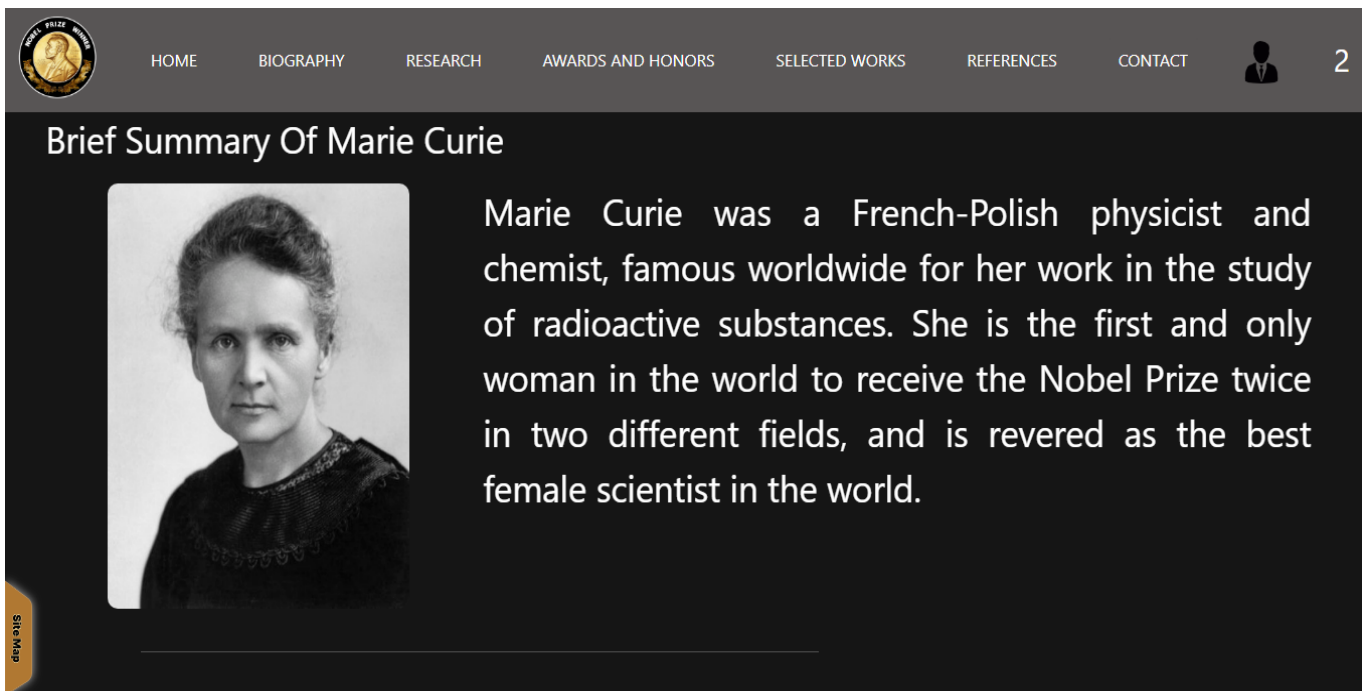 NOBEL PRIZE WINNER
HOME
BIOGRAPHY
RESEARCH
AWARDS AND HONORS
SELECTED WORKS
REFERENCES
CONTACT
2
Brief Summary Of Marie Curie
Marie Curie was a French-Polish physicist and
chemist, famous worldwide for her work in the study
of radioactive substances. She is the first and only
woman in the world to receive the Nobel Prize twice
in two different fields, and is revered as the best
female scientist in the world.
Site Map